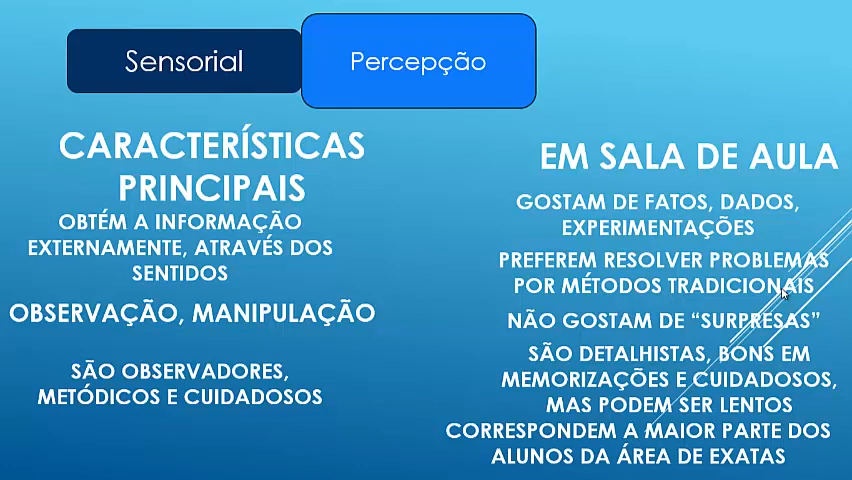 Sensorial
Percepção
CARACTERÍSTICAS
PRINCIPAIS
OBTÉM A INFORMAÇÃO
EXTERNAMENTE, ATRAVÉS DOS
SENTIDOS
OBSERVAÇÃO, MANIPULAÇÃO
SÃO OBSERVADORES,
METÓDICOS E CUIDADOSOS
EM SALA DE AULA
GOSTAM DE FATOS, DADOS,
EXPERIMENTAÇÕES
PREFEREM RESOLVER PROBLEMAS
POR MÉTODOS TRADICIONAIS
NÃO GOSTAM DE “SURPRESAS”
SÃO DETALHISTAS, BONS EM
MEMORIZAÇÕES E CUIDADOSOS,
MAS PODEM SER LENTOS
CORRESPONDEM A MAIOR PARTE DOS
ALUNOS DA ÁREA DE EXATAS